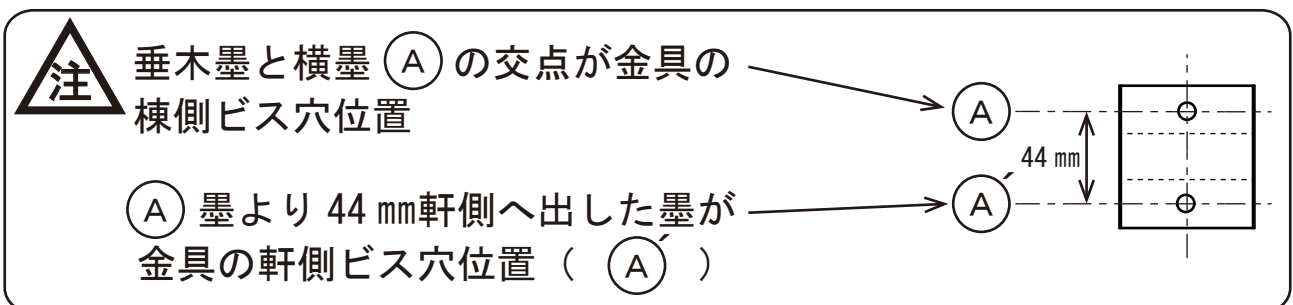 注
垂木墨と横墨 Ⓐ の交点が金具の
棟側ビス穴位置
Ⓐ 墨より 44 ㎜軒側へ出した墨が
金具の軒側ビス穴位置（ Ⓐ´ ）
Ⓐ
44 ㎜
Ⓐ´